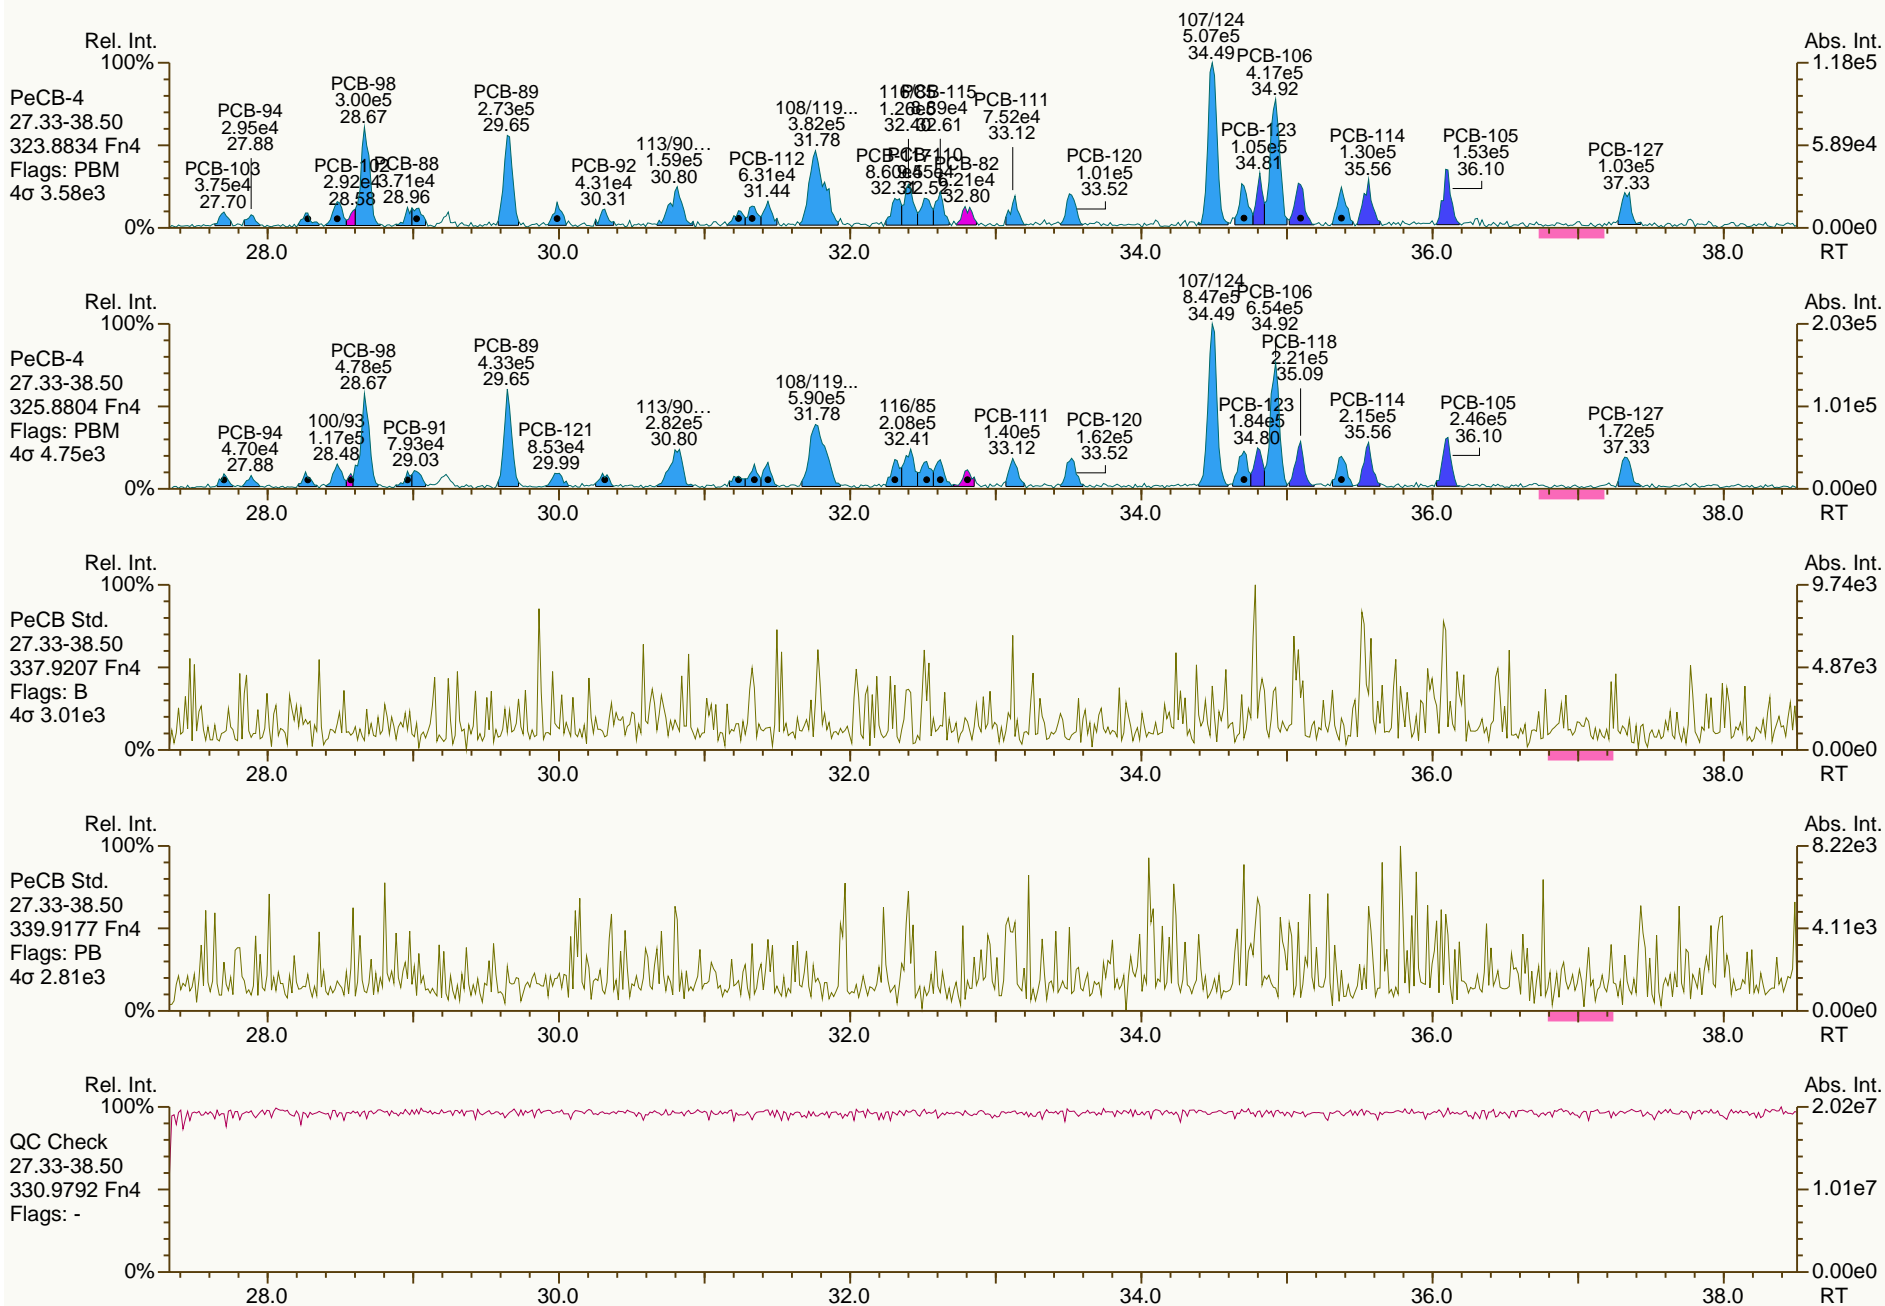 Rel. Int.
100%
0%
PeCB-4
27.33-38.50
323.8834 Fn4
Flags: PBM
4σ 3.58e3
PCB-103
3.75e4
27.70
PCB-94
2.95e4
27.88
PCB-102
2.92e4
28.58
PCB-98
3.00e5
28.67
PCB-88
3.71e4
28.96
PCB-89
2.73e5
29.65
PCB-92
4.31e4
30.31
113/90...
1.59e5
30.80
PCB-112
6.31e4
31.44
108/119...
3.82e5
31.78
116/85
1.26e5
32.40
PCB-115
8.89e4
32.61
PCB-82
6.21e4
32.80
PCB-111
7.52e4
33.12
PCB-120
1.01e5
33.52
107/124
5.07e5
34.49
PCB-123
1.05e5
34.81
PCB-106
4.17e5
34.92
PCB-114
1.30e5
35.56
PCB-105
1.53e5
36.10
PCB-127
1.03e5
37.33
Abs. Int.
1.18e5
5.89e4
0.00e0
28.0 30.0 32.0 34.0 36.0 38.0 RT
Rel. Int.
100%
0%
PeCB-4
27.33-38.50
325.8804 Fn4
Flags: PBM
4σ 4.75e3
PCB-94
4.70e4
27.88
100/93
1.17e5
28.48
PCB-98
4.78e5
28.67
PCB-91
7.93e4
29.03
PCB-89
4.33e5
29.65
PCB-121
8.53e4
29.99
113/90...
2.82e5
30.80
108/119...
5.90e5
31.78
116/85
2.08e5
32.41
PCB-111
1.40e5
33.12
PCB-120
1.62e5
33.52
107/124
8.47e5
34.49
PCB-123
1.84e5
34.80
PCB-106
6.54e5
34.92
PCB-118
2.21e5
35.09
PCB-114
2.15e5
35.56
PCB-105
2.46e5
36.10
PCB-127
1.72e5
37.33
Abs. Int.
2.03e5
1.01e5
0.00e0
28.0 30.0 32.0 34.0 36.0 38.0 RT
Rel. Int.
100%
0%
PeCB Std.
27.33-38.50
337.9207 Fn4
Flags: B
4σ 3.01e3
Abs. Int.
9.74e3
4.87e3
0.00e0
28.0 30.0 32.0 34.0 36.0 38.0 RT
Rel. Int.
100%
0%
PeCB Std.
27.33-38.50
339.9177 Fn4
Flags: PB
4σ 2.81e3
Abs. Int.
8.22e3
4.11e3
0.00e0
28.0 30.0 32.0 34.0 36.0 38.0 RT
Rel. Int.
100%
0%
QC Check
27.33-38.50
330.9792 Fn4
Flags: -
Abs. Int.
2.02e7
1.01e7
0.00e0
28.0 30.0 32.0 34.0 36.0 38.0 RT